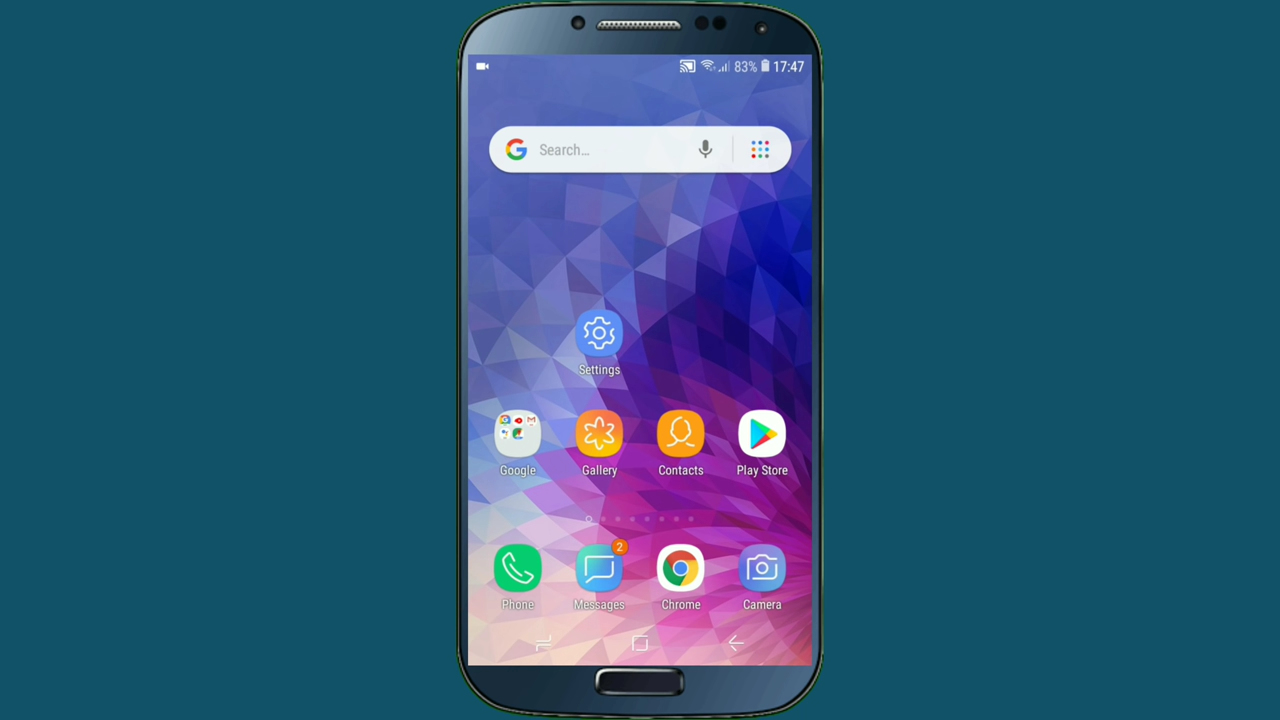 83% 17:47
Search...
Settings
Google Gallery Contacts Play Store
2
Phone Messages Chrome Camera